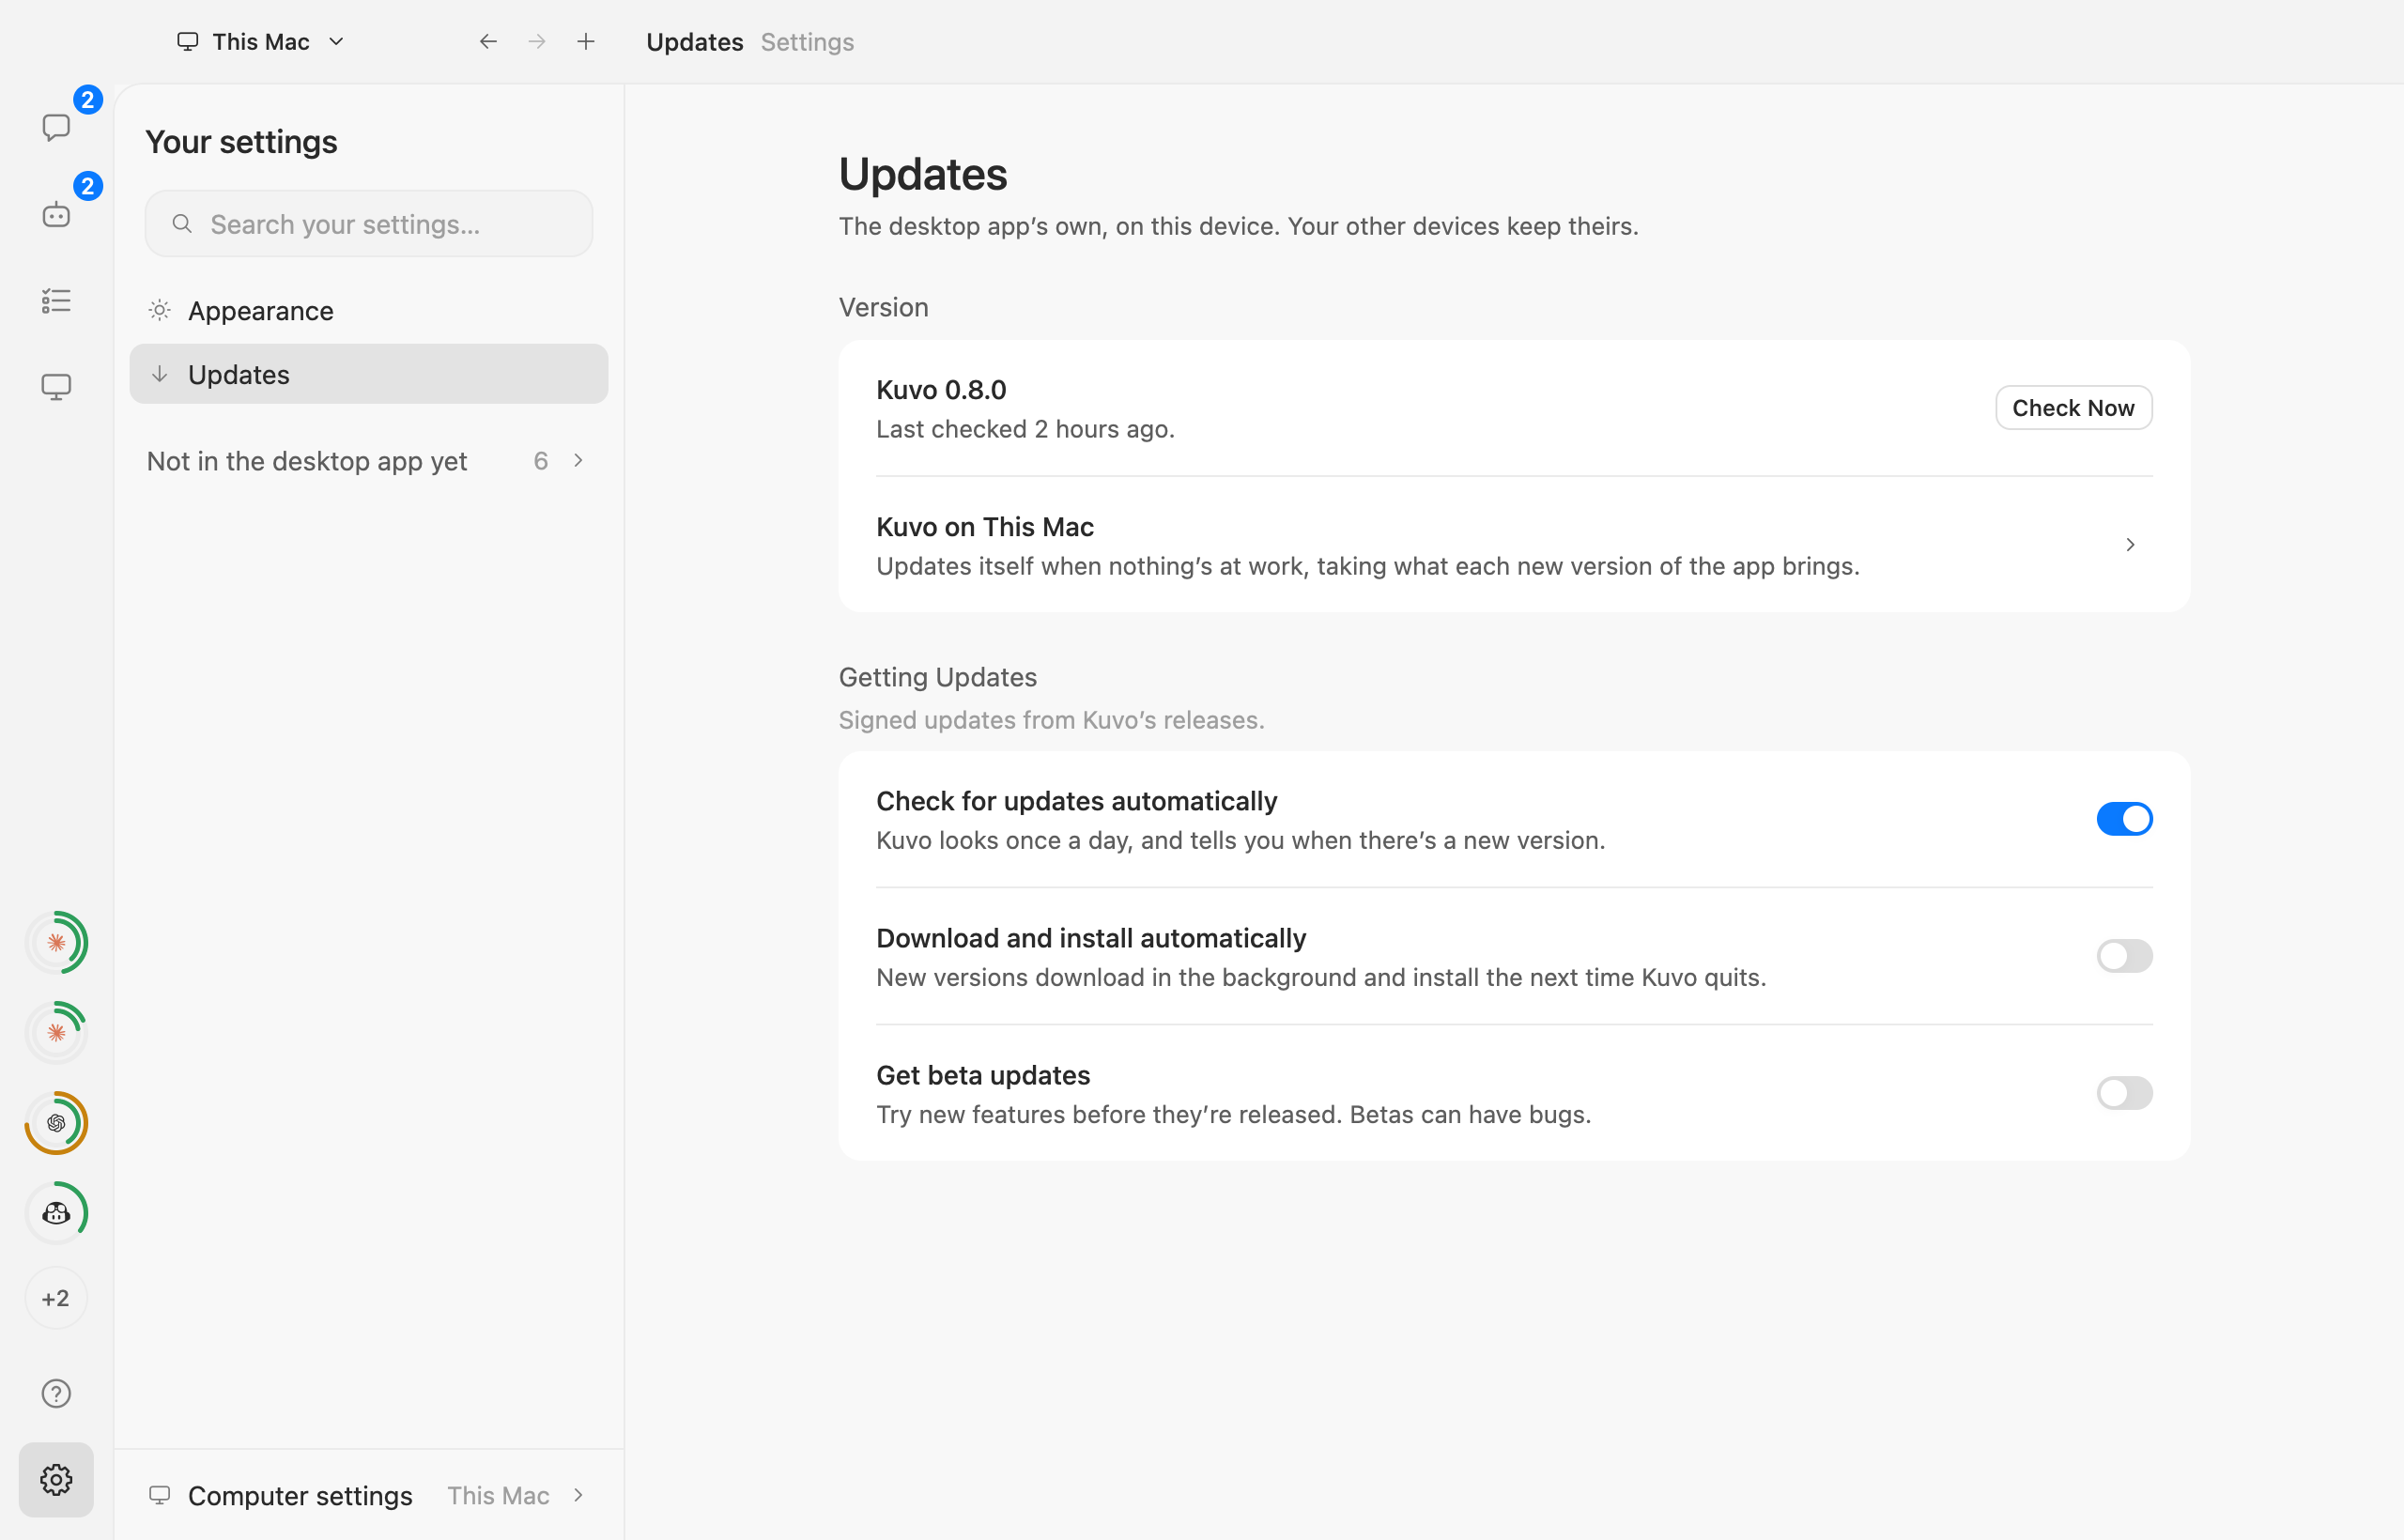 This Mac
Updates Settings
2
2
Your settings
Search your settings...
Appearance
Updates
Not in the desktop app yet 6
+2
Computer settings This Mac
Updates
The desktop app’s own, on this device. Your other devices keep theirs.
Version
Kuvo 0.8.0
Last checked 2 hours ago.
Check Now
Kuvo on This Mac
Updates itself when nothing’s at work, taking what each new version of the app brings.
Getting Updates
Signed updates from Kuvo’s releases.
Check for updates automatically
Kuvo looks once a day, and tells you when there’s a new version.
Download and install automatically
New versions download in the background and install the next time Kuvo quits.
Get beta updates
Try new features before they’re released. Betas can have bugs.